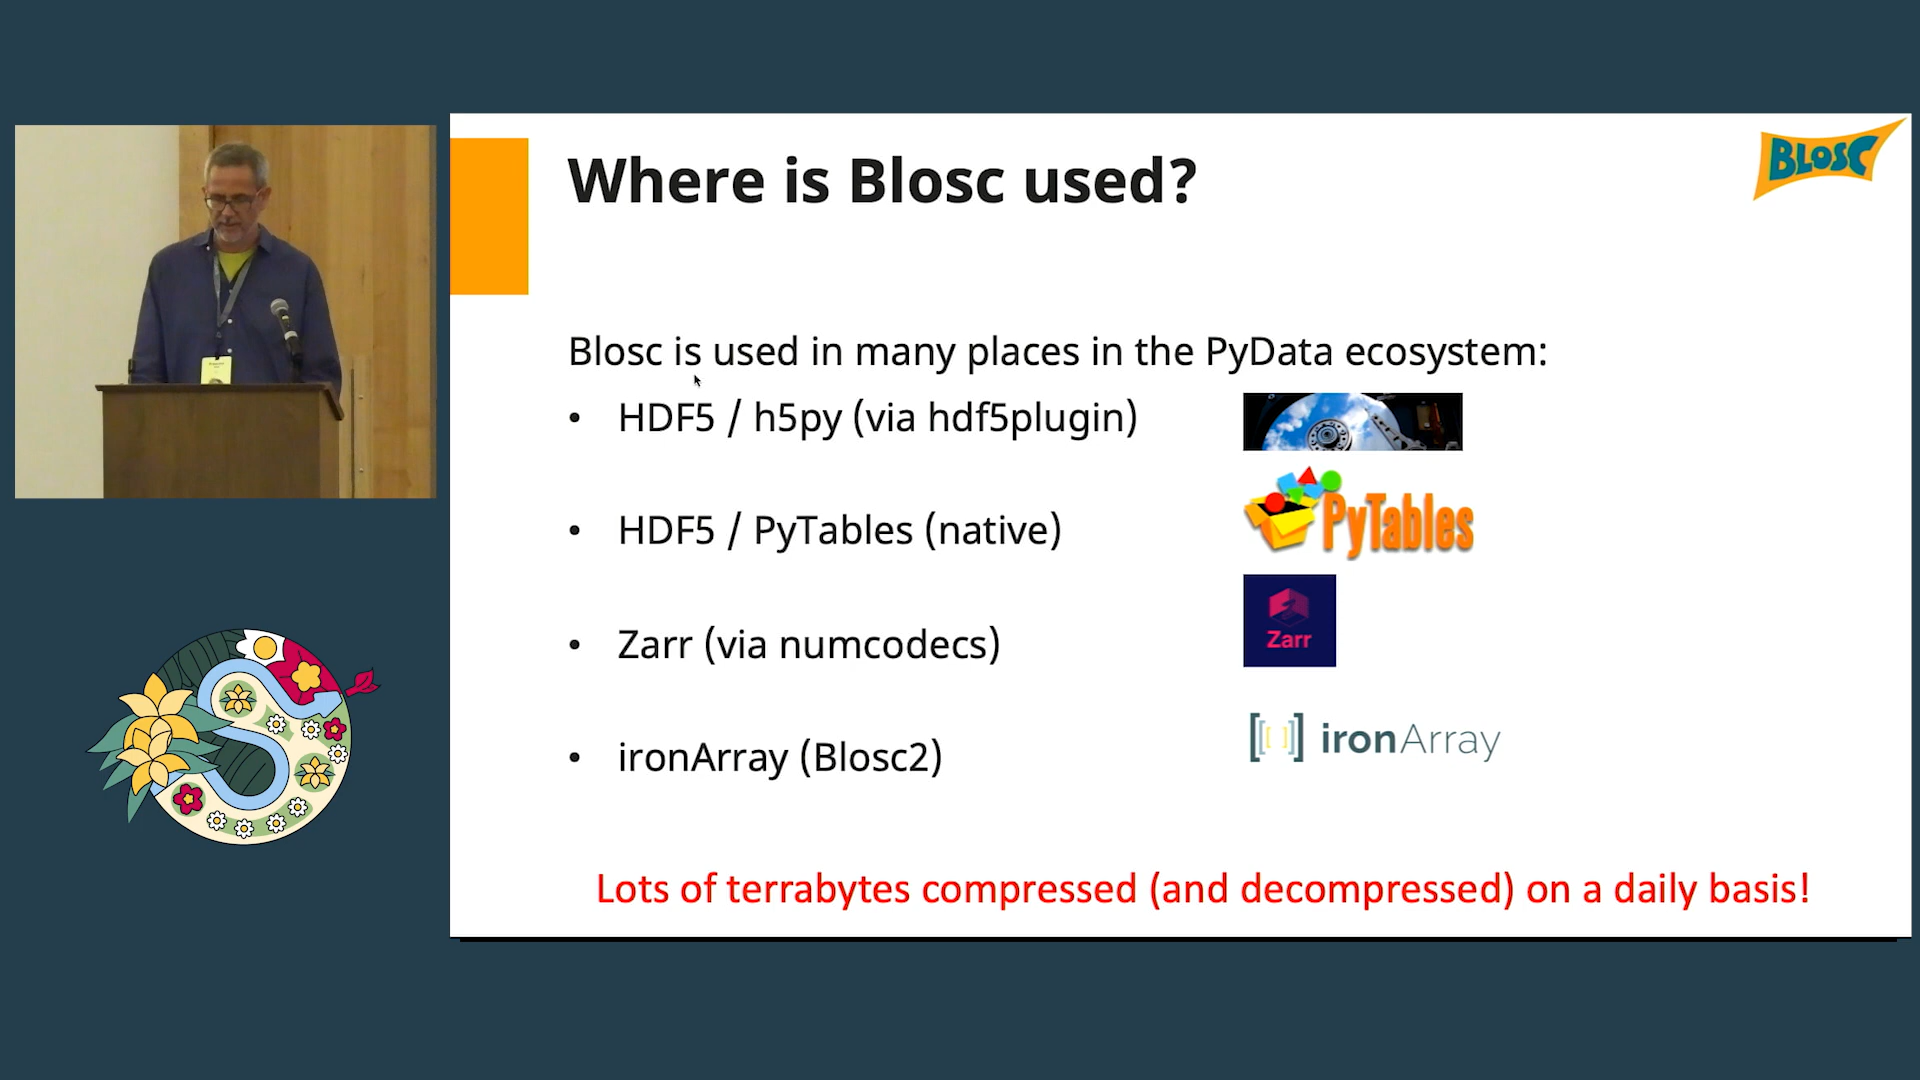 Where is Blosc used?
BLOSC
Blosc is used in many places in the PyData ecosystem:
• HDF5 / h5py (via hdf5plugin)
• HDF5 / PyTables (native)
PyTables
• Zarr (via numcodecs)
Zarr
• ironArray (Blosc2)
ironArray
Lots of terrabytes compressed (and decompressed) on a daily basis!